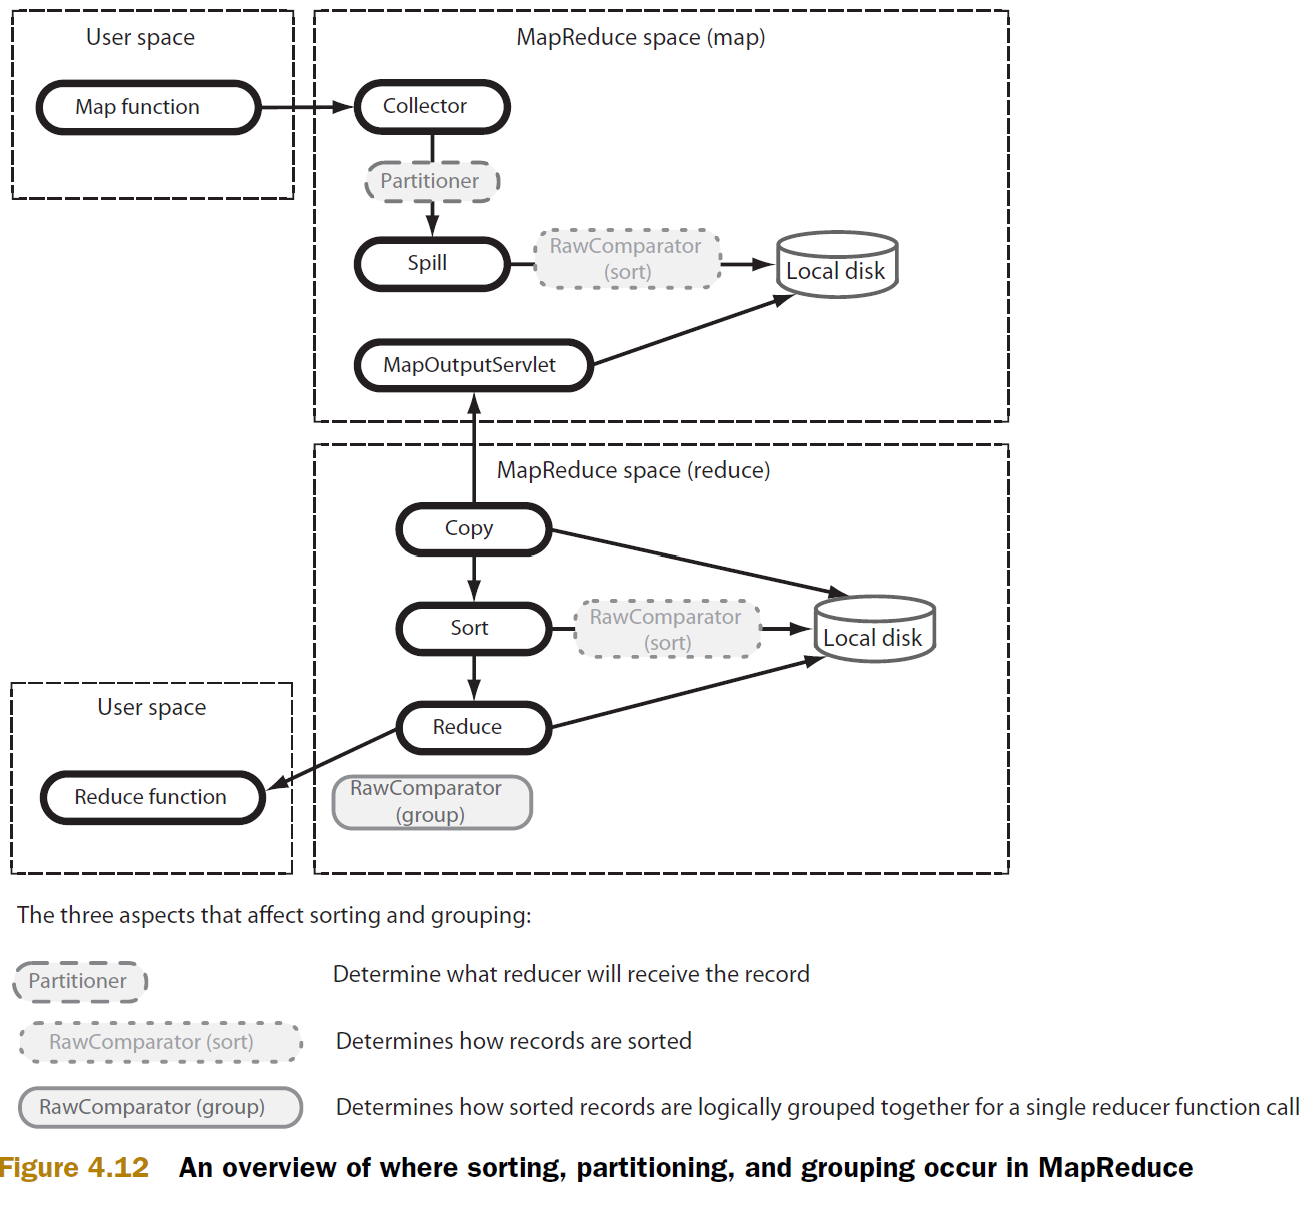 User space
MapReduce space (map)
Map function
Collector
Partitioner
Spill
RawComparator
(sort)
Local disk
MapOutputServlet
MapReduce space (reduce)
Copy
Sort
RawComparator
(sort)
Local disk
User space
Reduce
Reduce function
RawComparator
(group)
The three aspects that affect sorting and grouping:
Partitioner
Determine what reducer will receive the record
RawComparator (sort)
Determines how records are sorted
RawComparator (group)
Determines how sorted records are logically grouped together for a single reducer function call
Figure 4.12 An overview of where sorting, partitioning, and grouping occur in MapReduce